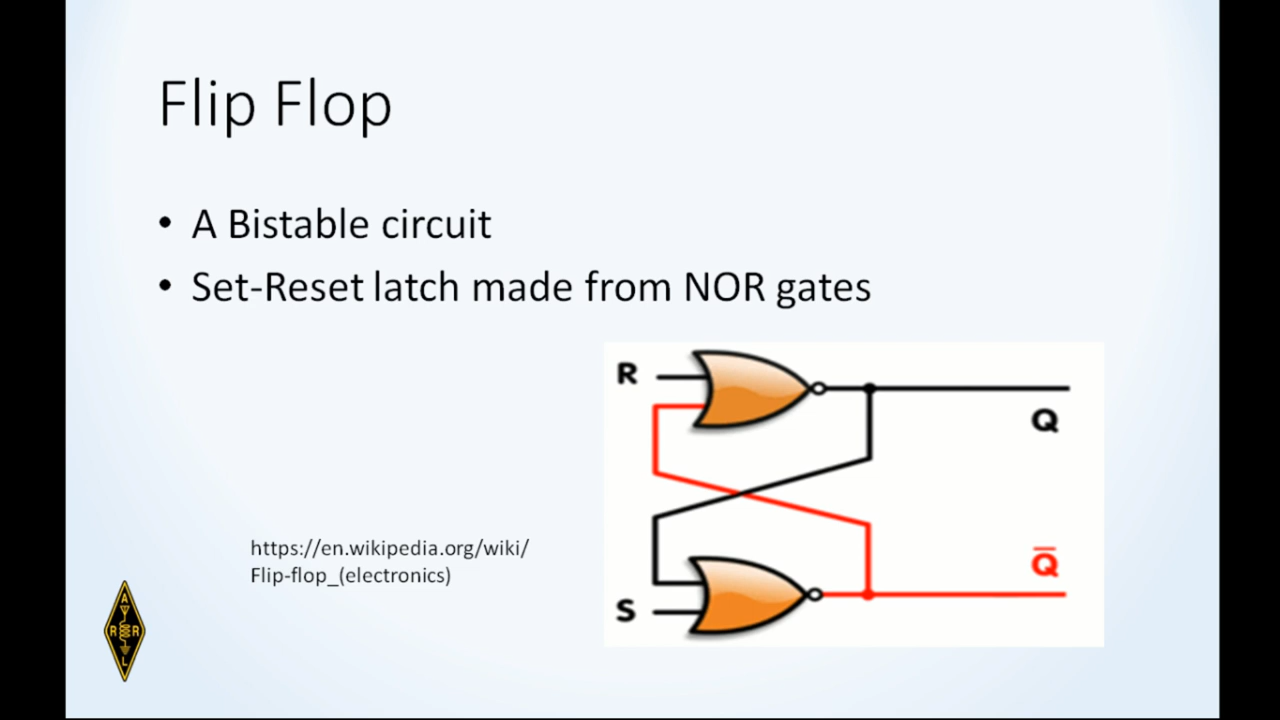 Flip Flop
• A Bistable circuit
• Set-Reset latch made from NOR gates
R
Q
https://en.wikipedia.org/wiki/
Flip-flop_(electronics)
Q̅
S
A
R R
L